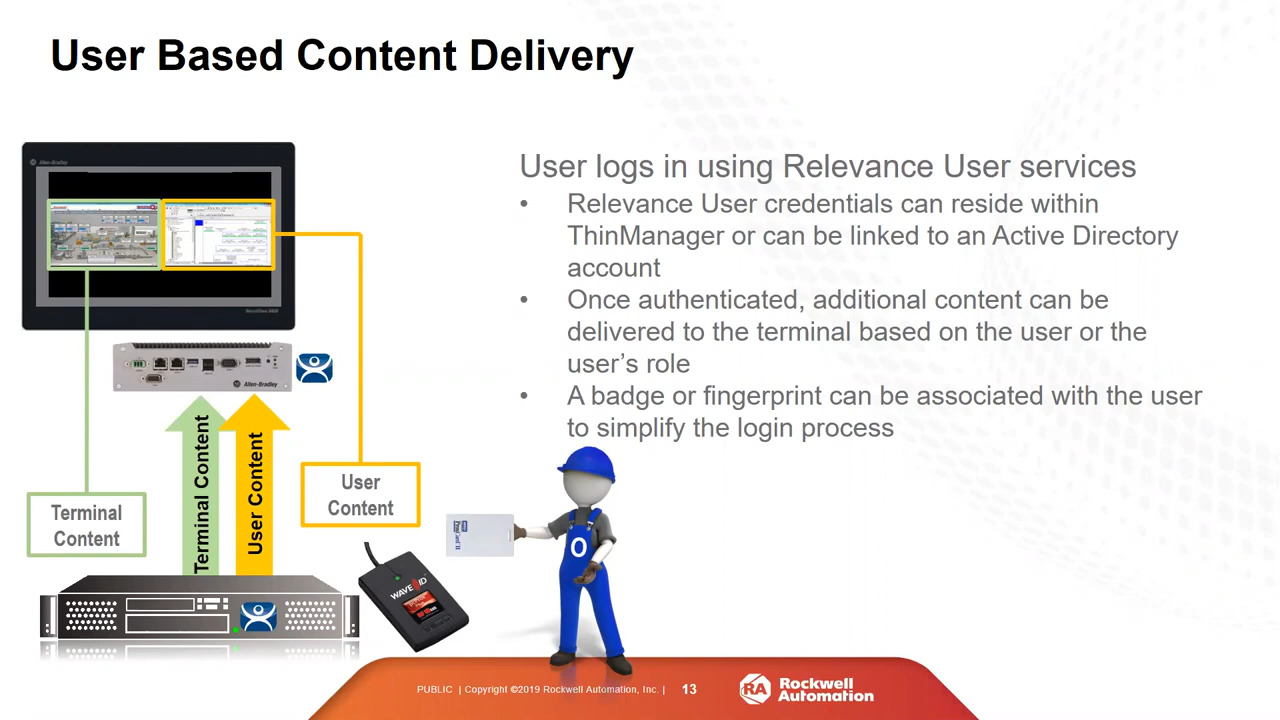 User Based Content Delivery
Allen-Bradley
User logs in using Relevance User services
• Relevance User credentials can reside within
ThinManager or can be linked to an Active Directory
account
• Once authenticated, additional content can be
delivered to the terminal based on the user or the
user's role
• A badge or fingerprint can be associated with the user
to simplify the login process
Allen-Bradley
Terminal Content
User Content
User
Content
Terminal
Content
O
WAVE ID
PUBLIC | Copyright ©2019 Rockwell Automation, Inc. | 13
RA
Rockwell
Automation